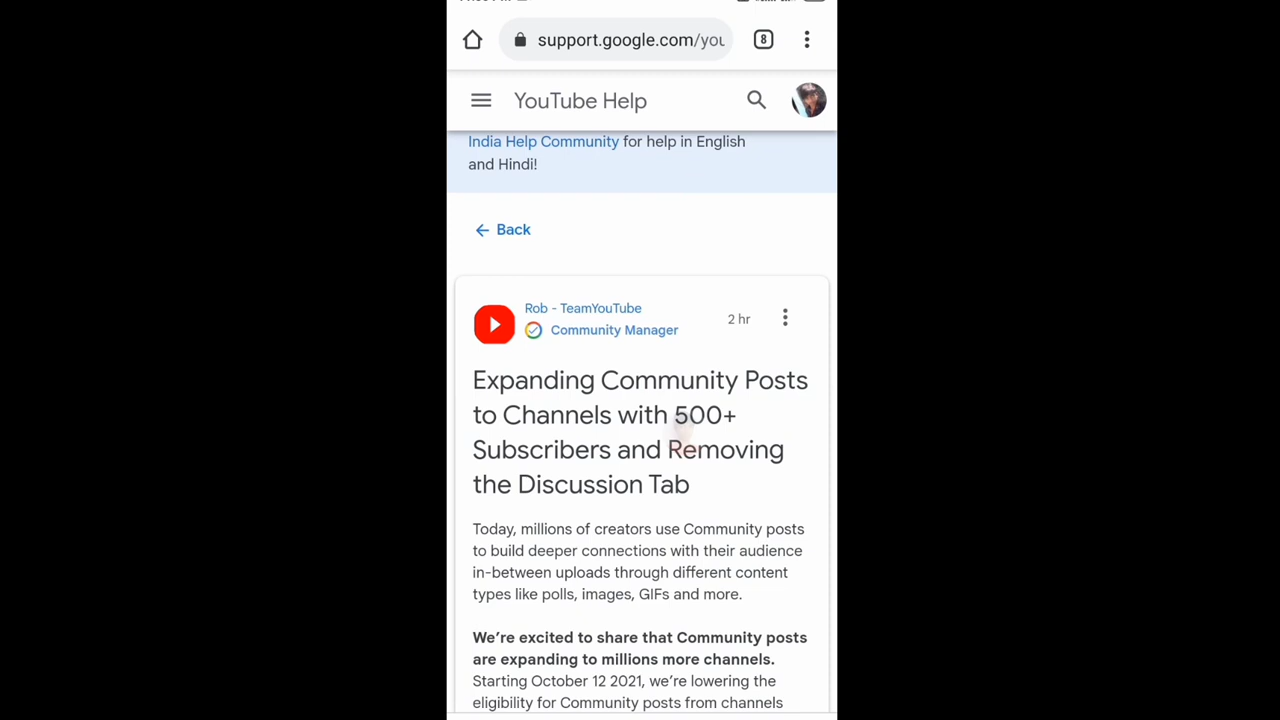 support.google.com/you
8
YouTube Help
India Help Community for help in English
and Hindi!
Back
Rob - TeamYouTube
Community Manager
2 hr
Expanding Community Posts
to Channels with 500+
Subscribers and Removing
the Discussion Tab
Today, millions of creators use Community posts
to build deeper connections with their audience
in-between uploads through different content
types like polls, images, GIFs and more.
We're excited to share that Community posts
are expanding to millions more channels.
Starting October 12 2021, we're lowering the
eligibility for Community posts from channels